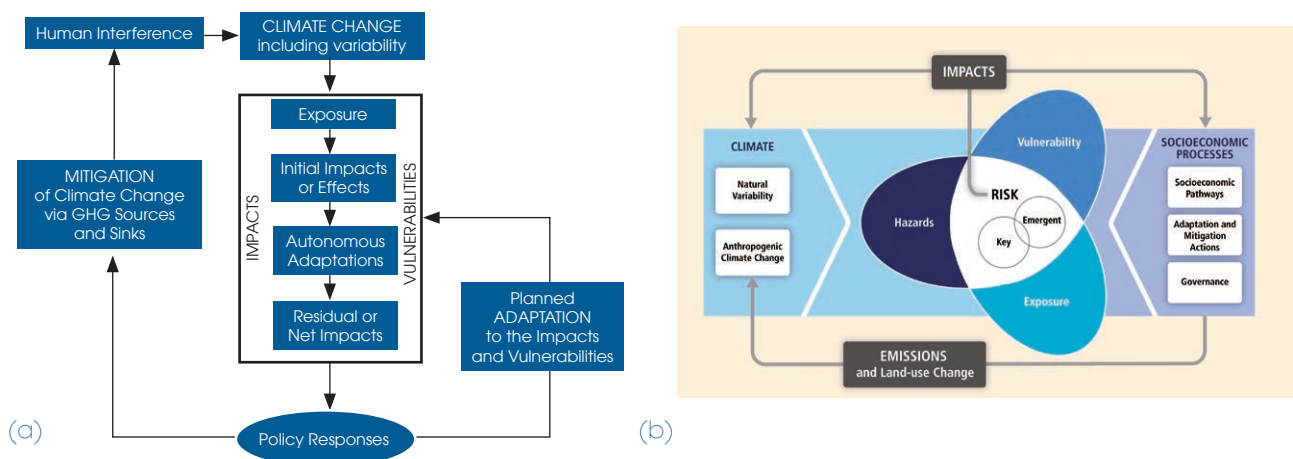 Human Interference
CLIMATE CHANGE
including variability
Exposure
Initial Impacts
or Effects
Autonomous
Adaptations
Residual or
Net Impacts
IMPACTS
VULNERABILITIES
MITIGATION
of Climate Change
via GHG Sources
and Sinks
Planned
ADAPTATION
to the Impacts
and Vulnerabilities
Policy Responses
(a)
IMPACTS
CLIMATE
Natural
Variability
Anthropogenic
Climate Change
Vulnerability
Hazards
RISK
Key
Emergent
Exposure
SOCIOECONOMIC
PROCESSES
Socioeconomic
Pathways
Adaptation and
Mitigation
Actions
Governance
EMISSIONS
and Land-use Change
(b)